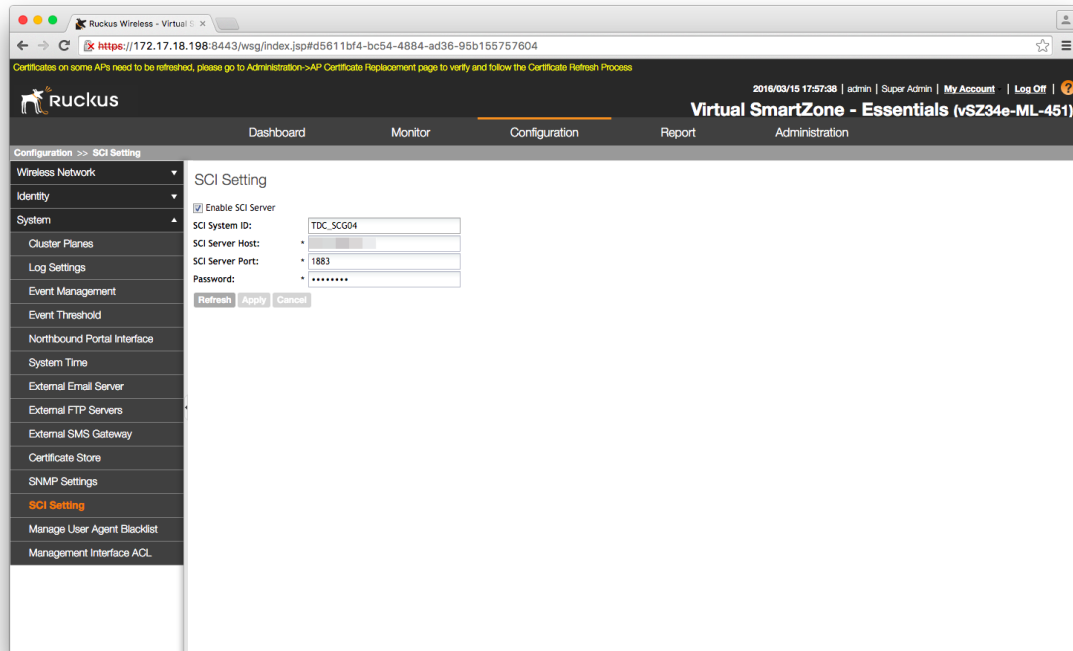 Ruckus Wireless - Virtual S
https://172.17.18.198:8443/wsg/index.jsp#d5611bf4-bc54-4884-ad36-95b155757604
Certificates on some APs need to be refreshed, please go to Administration->AP Certificate Replacement page to verify and follow the Certificate Refresh Process
Ruckus
2016/03/15 17:57:38 | admin | Super Admin | My Account | Log Off | ?
Virtual SmartZone - Essentials (vSZ34e-ML-451)
Dashboard Monitor Configuration Report Administration
Configuration >> SCI Setting
Wireless Network
Identity
System
Cluster Planes
Log Settings
Event Management
Event Threshold
Northbound Portal Interface
System Time
External Email Server
External FTP Servers
External SMS Gateway
Certificate Store
SNMP Settings
SCI Setting
Manage User Agent Blacklist
Management Interface ACL
SCI Setting
Enable SCI Server
SCI System ID: TDC_SCG04
SCI Server Host: *
SCI Server Port: * 1883
Password: * ••••••••
Refresh Apply Cancel